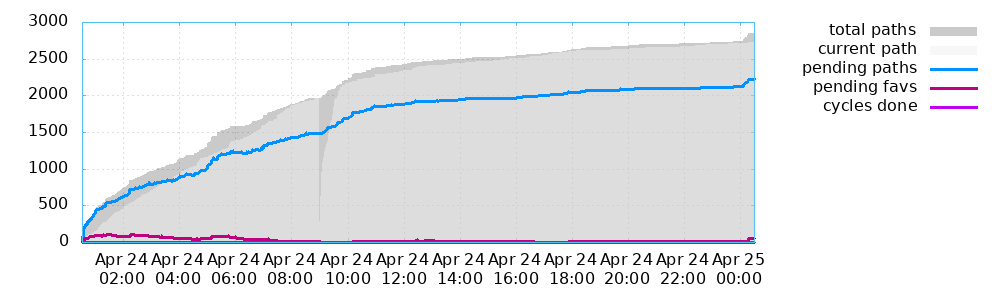 3000
2500
2000
1500
1000
500
0
Apr 24 Apr 24 Apr 24 Apr 24 Apr 24 Apr 24 Apr 24 Apr 24 Apr 24 Apr 24 Apr 24 Apr 25
02:00 04:00 06:00 08:00 10:00 12:00 14:00 16:00 18:00 20:00 22:00 00:00
total paths
current path
pending paths
pending favs
cycles done